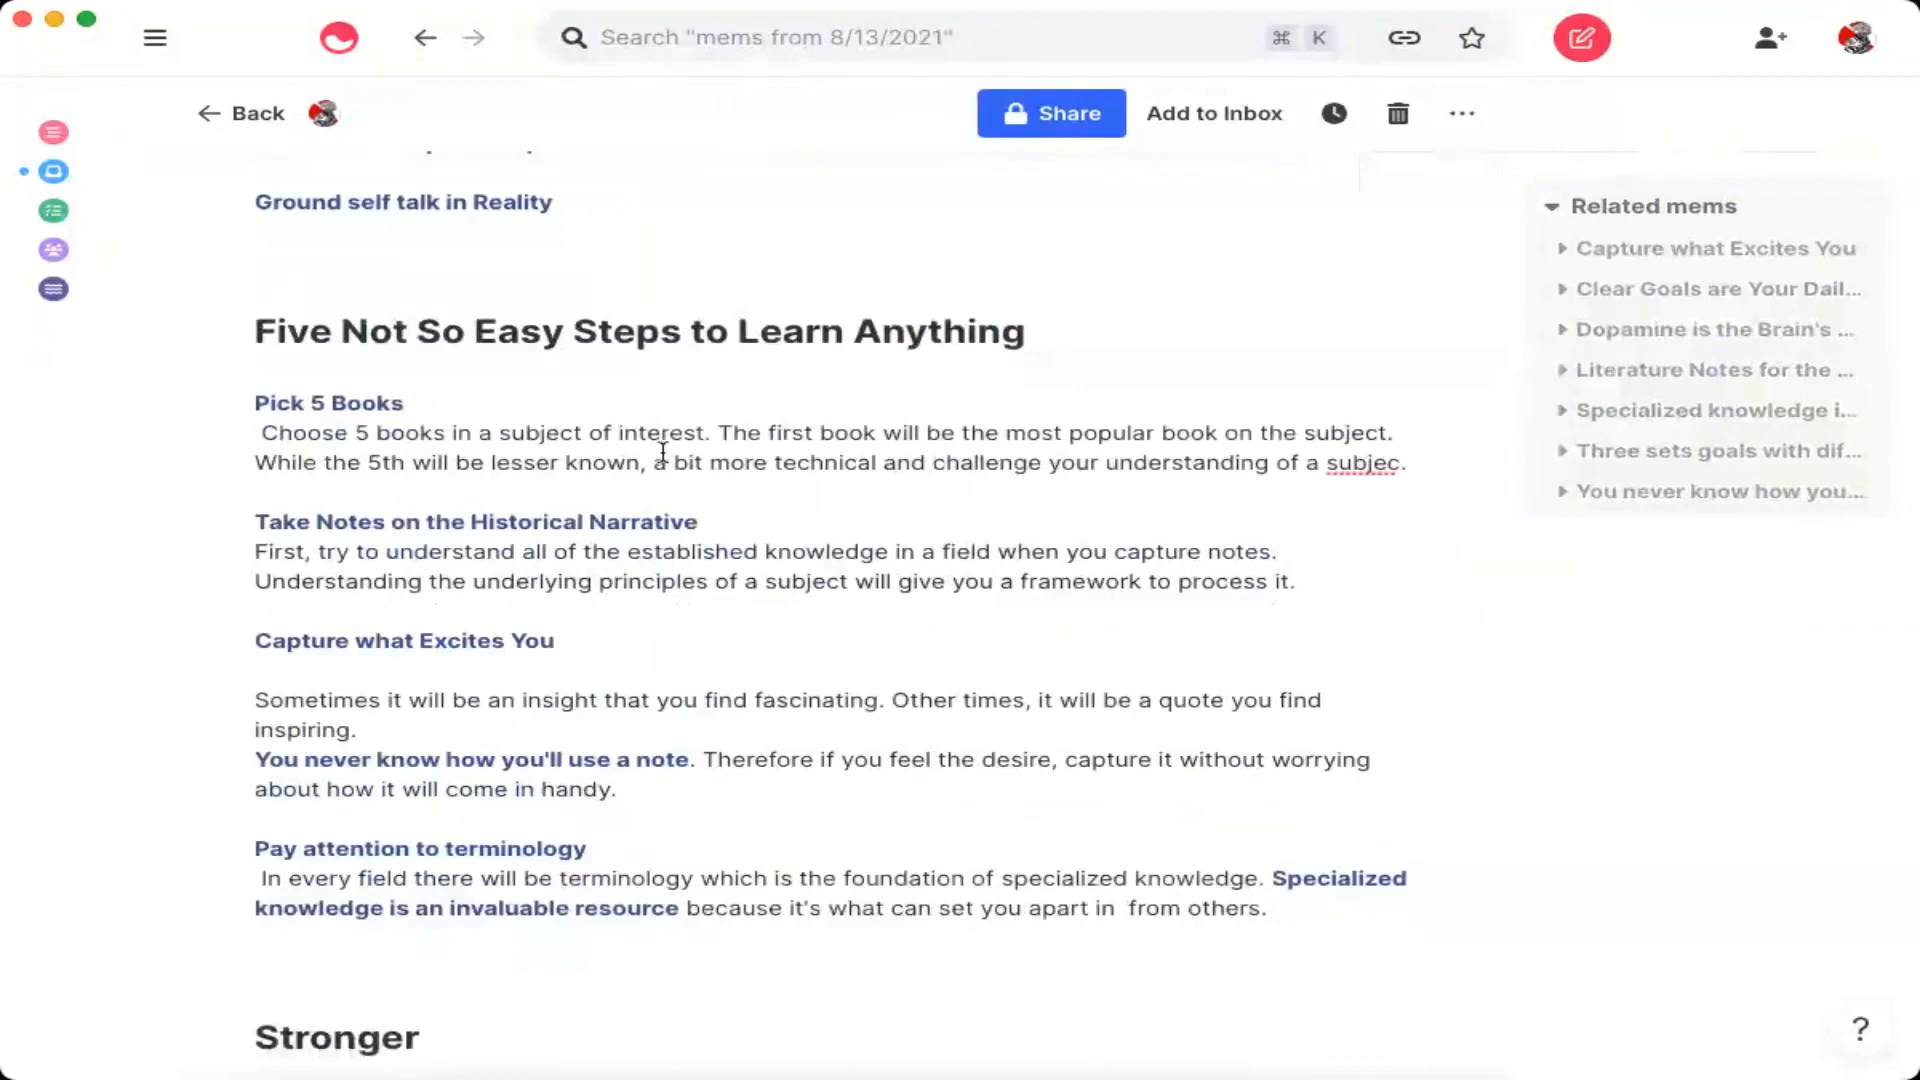 Search "mems from 8/13/2021"
⌘ K
Back
Share
Add to Inbox
Ground self talk in Reality
Five Not So Easy Steps to Learn Anything
Pick 5 Books
Choose 5 books in a subject of interest. The first book will be the most popular book on the subject.
While the 5th will be lesser known, a bit more technical and challenge your understanding of a subjec.
Take Notes on the Historical Narrative
First, try to understand all of the established knowledge in a field when you capture notes.
Understanding the underlying principles of a subject will give you a framework to process it.
Capture what Excites You
Sometimes it will be an insight that you find fascinating. Other times, it will be a quote you find
inspiring.
You never know how you'll use a note. Therefore if you feel the desire, capture it without worrying
about how it will come in handy.
Pay attention to terminology
In every field there will be terminology which is the foundation of specialized knowledge. Specialized
knowledge is an invaluable resource because it's what can set you apart in from others.
Stronger
Related mems
Capture what Excites You
Clear Goals are Your Dail...
Dopamine is the Brain's ...
Literature Notes for the ...
Specialized knowledge i...
Three sets goals with dif...
You never know how you...
?